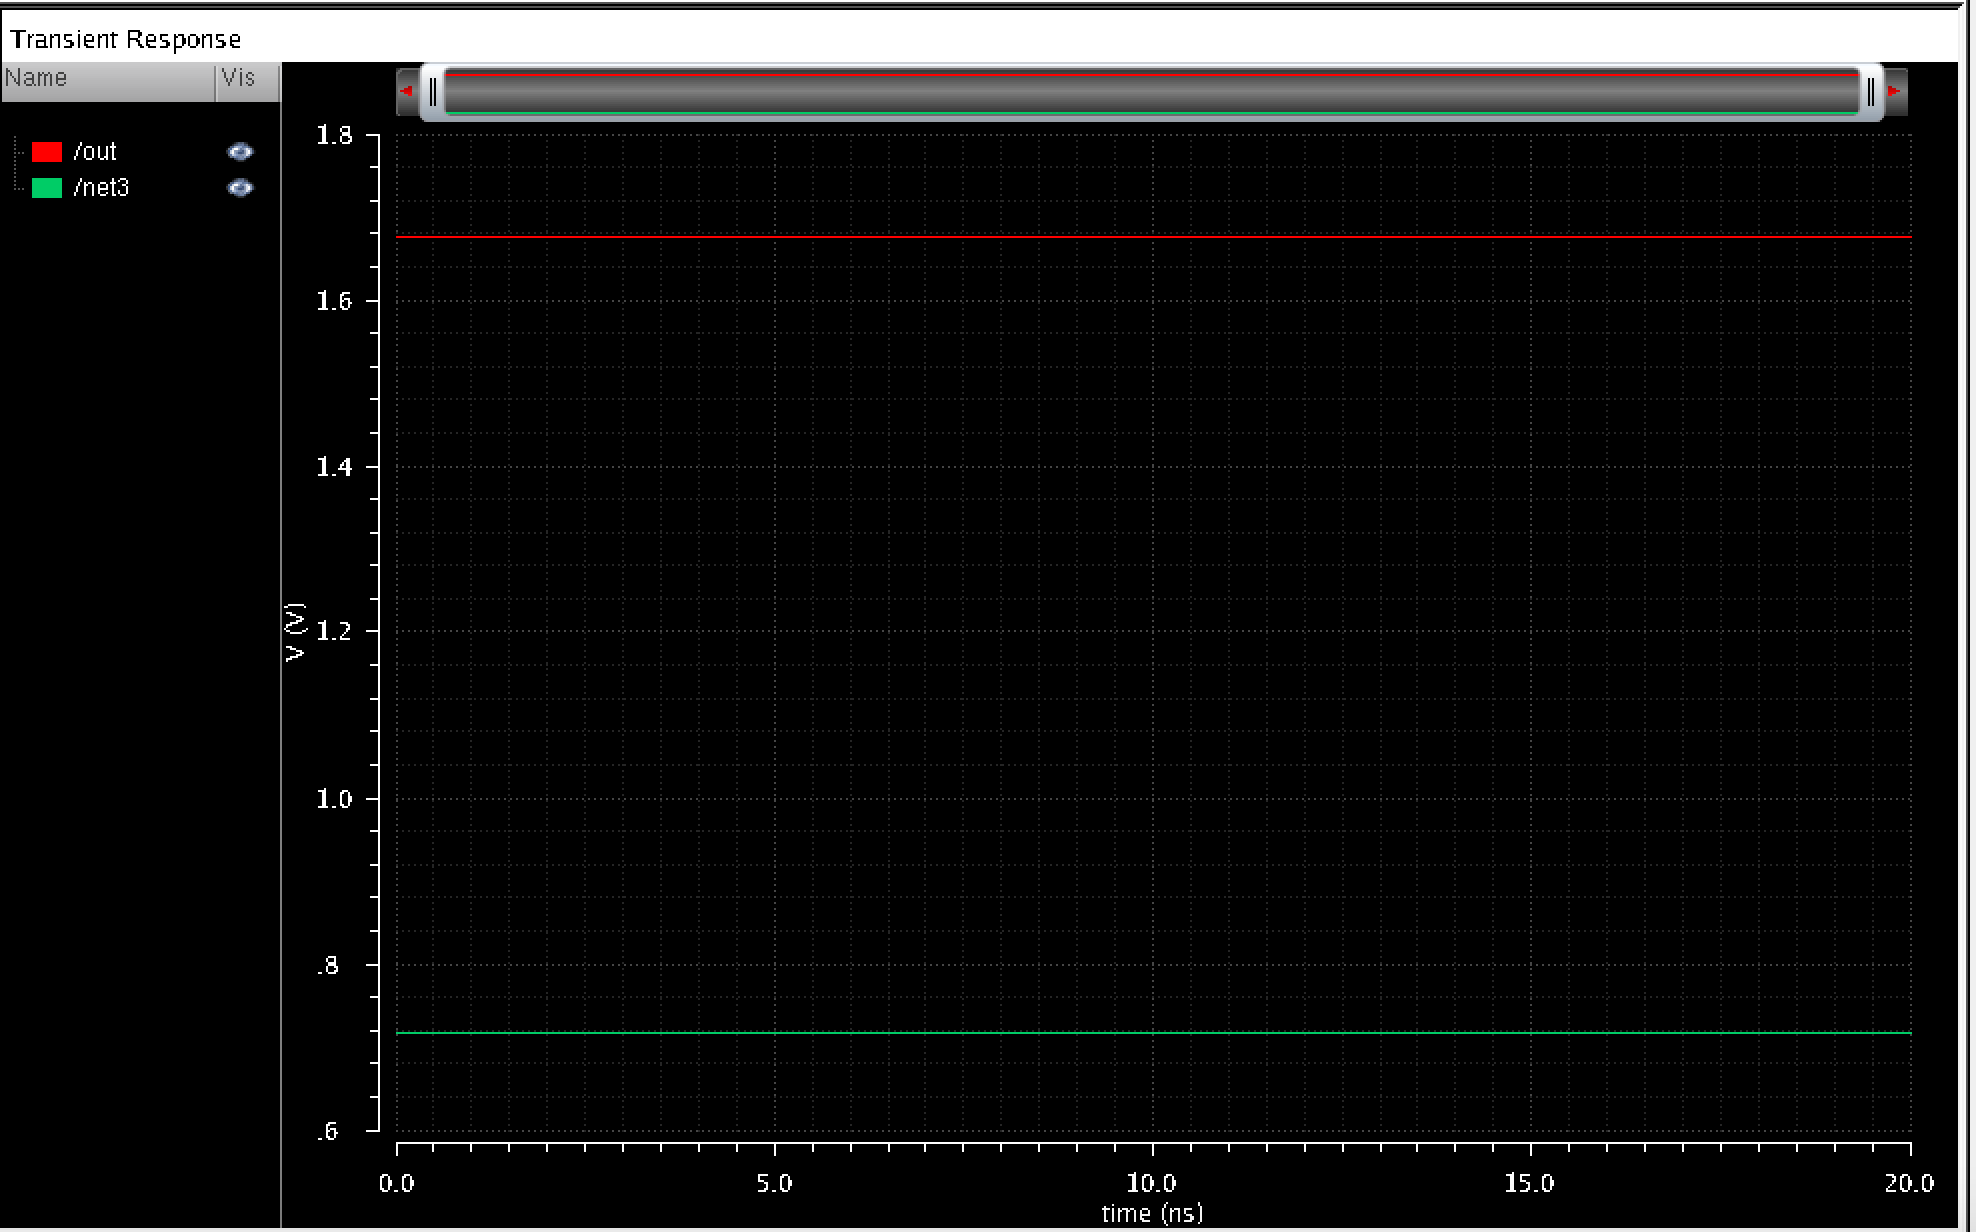 Transient Response
Name Vis
/out
/net3
1.8
1.6
1.4
1.2
1.0
.8
.6
V (V)
0.0 5.0 10.0 15.0 20.0
time (ns)